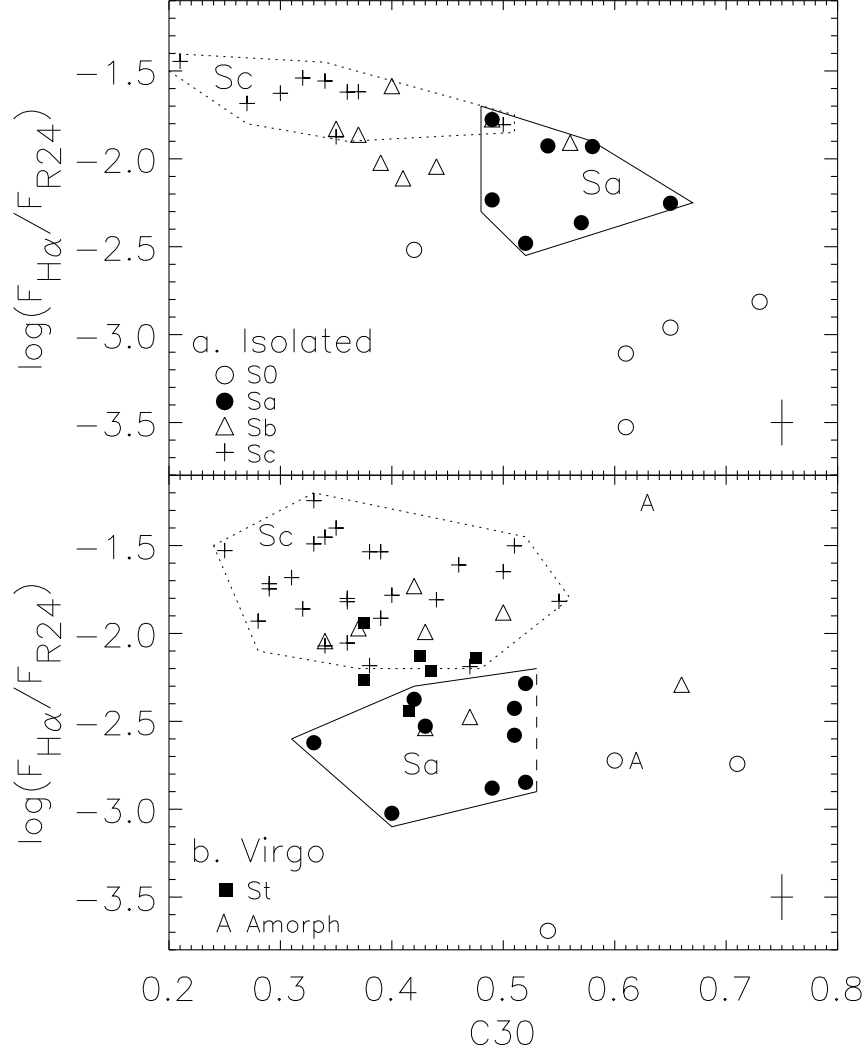 −1.5
−2.0
−2.5
−3.0
−3.5
log(F_Hα/F_R24)
Sc
Sa
a. Isolated
S0
Sa
Sb
Sc
−1.5
−2.0
−2.5
−3.0
−3.5
log(F_Hα/F_R24)
A
Sc
A
Sa
b. Virgo
St
A Amorph
0.2 0.3 0.4 0.5 0.6 0.7 0.8
C30